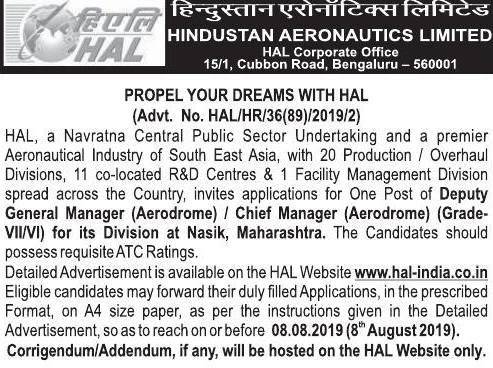 हिन्दुस्तान एरोनॉटिक्स लिमिटेड
HINDUSTAN AERONAUTICS LIMITED
HAL Corporate Office
15/1, Cubbon Road, Bengaluru – 560001
हिएलि
HAL
PROPEL YOUR DREAMS WITH HAL
(Advt. No. HAL/HR/36(89)/2019/2)
HAL, a Navratna Central Public Sector Undertaking and a premier
Aeronautical Industry of South East Asia, with 20 Production / Overhaul
Divisions, 11 co-located R&D Centres & 1 Facility Management Division
spread across the Country, invites applications for One Post of Deputy
General Manager (Aerodrome) / Chief Manager (Aerodrome) (Grade-
VII/VI) for its Division at Nasik, Maharashtra. The Candidates should
possess requisite ATC Ratings.
Detailed Advertisement is available on the HAL Website www.hal-india.co.in
Eligible candidates may forward their duly filled Applications, in the prescribed
Format, on A4 size paper, as per the instructions given in the Detailed
Advertisement, so as to reach on or before 08.08.2019 (8th August 2019).
Corrigendum/Addendum, if any, will be hosted on the HAL Website only.